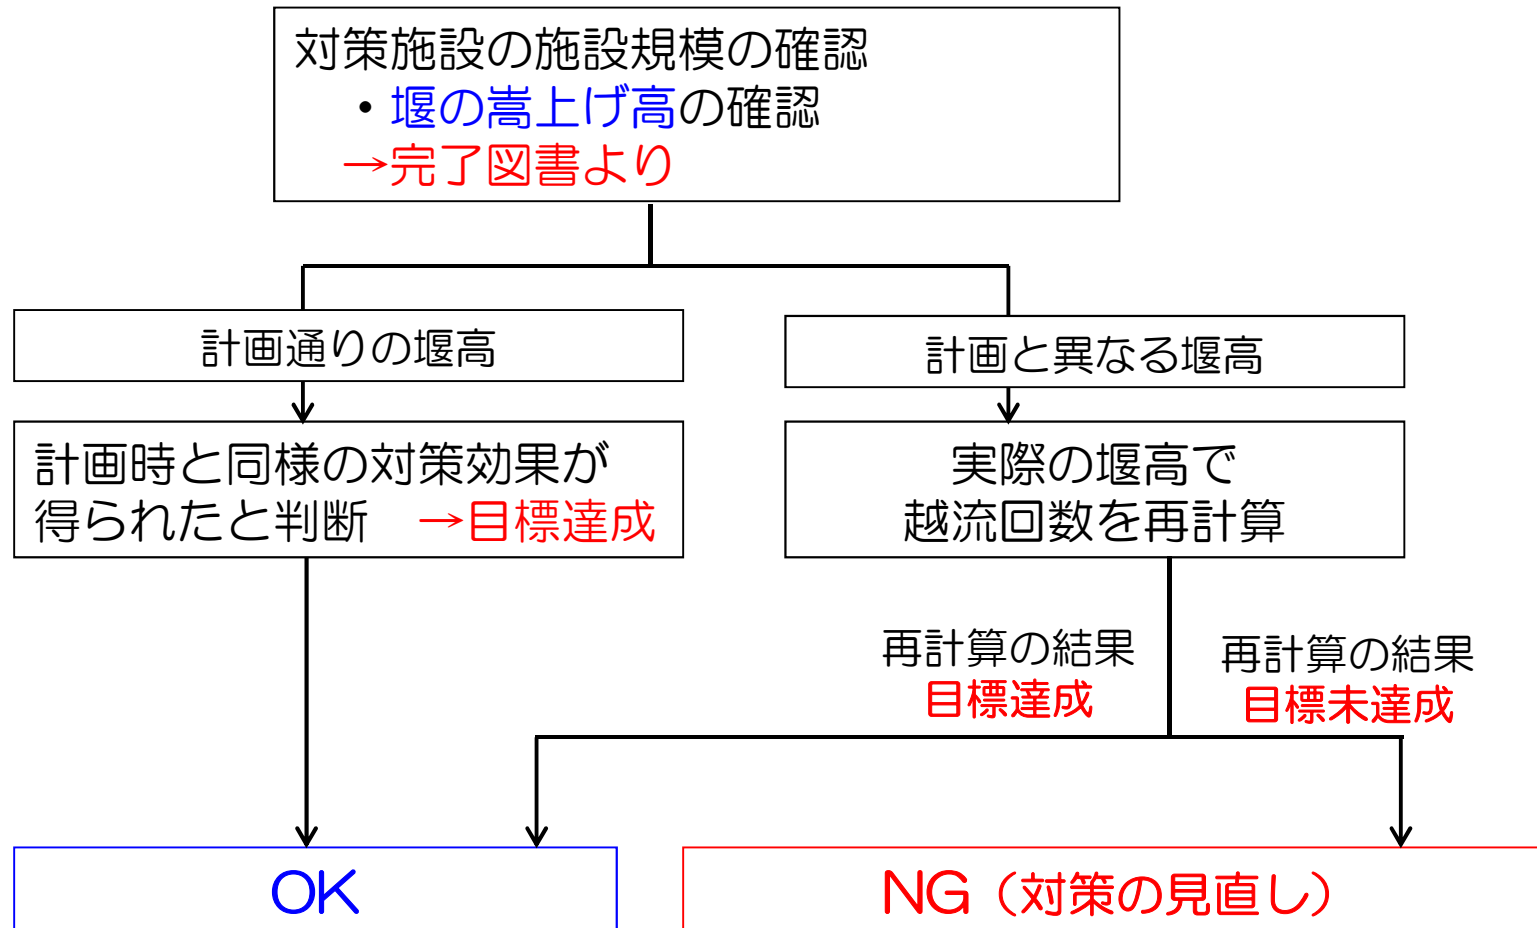 対策施設の施設規模の確認
・堰の嵩上げ高の確認
→完了図書より
計画通りの堰高
計画と異なる堰高
計画時と同様の対策効果が
得られたと判断　→目標達成
実際の堰高で
越流回数を再計算
再計算の結果
目標達成
再計算の結果
目標未達成
OK
NG（対策の見直し）